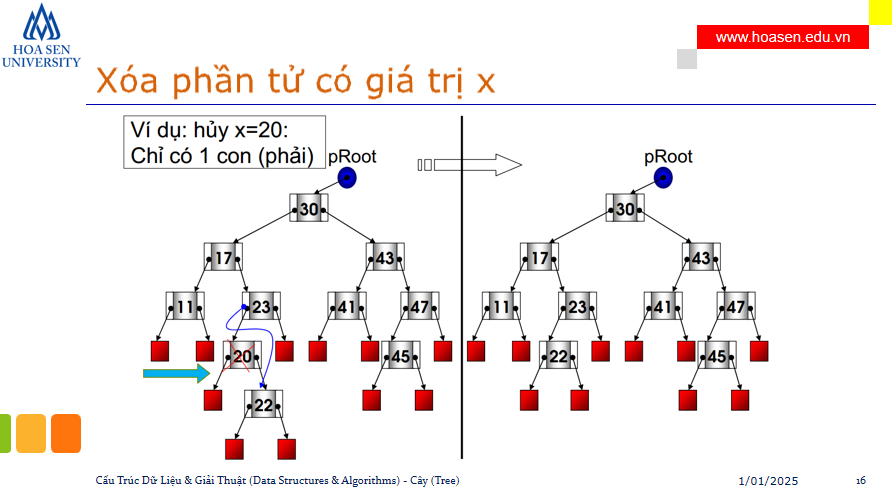 HOA SEN
UNIVERSITY
www.hoasen.edu.vn
Xóa phần tử có giá trị x
Ví dụ: hủy x=20:
Chỉ có 1 con (phải)
pRoot
30
17
43
11
23
41
47
20
45
22
pRoot
30
17
43
11
23
41
47
22
45
Cấu Trúc Dữ Liệu & Giải Thuật (Data Structures & Algorithms) - Cây (Tree)
1/01/2025
16